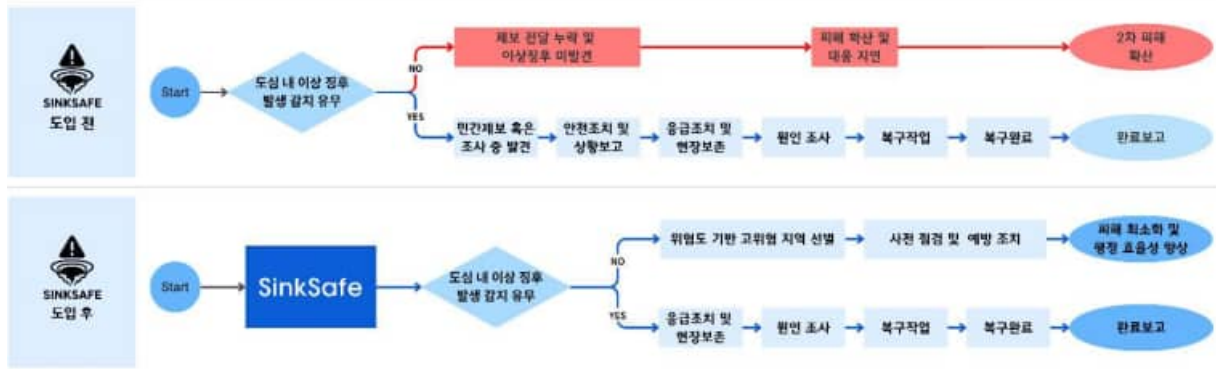 SINKSAFE
도입 전
Start
도심 내 이상 징후
발생 감지 유무
NO
제보 전달 누락 및
이상징후 미발견
피해 확산 및
대응 지연
2차 피해
확산
YES
민간제보 혹은
조사 중 발견
안전조치 및
상황보고
응급조치 및
현장보존
원인 조사
복구작업
복구완료
완료보고
SINKSAFE
도입 후
Start
SinkSafe
도심 내 이상 징후
발생 감지 유무
NO
위험도 기반 고위험 지역 선별
사전 점검 및 예방 조치
피해 최소화 및
행정 효율성 향상
YES
응급조치 및
현장보존
원인 조사
복구작업
복구완료
완료보고